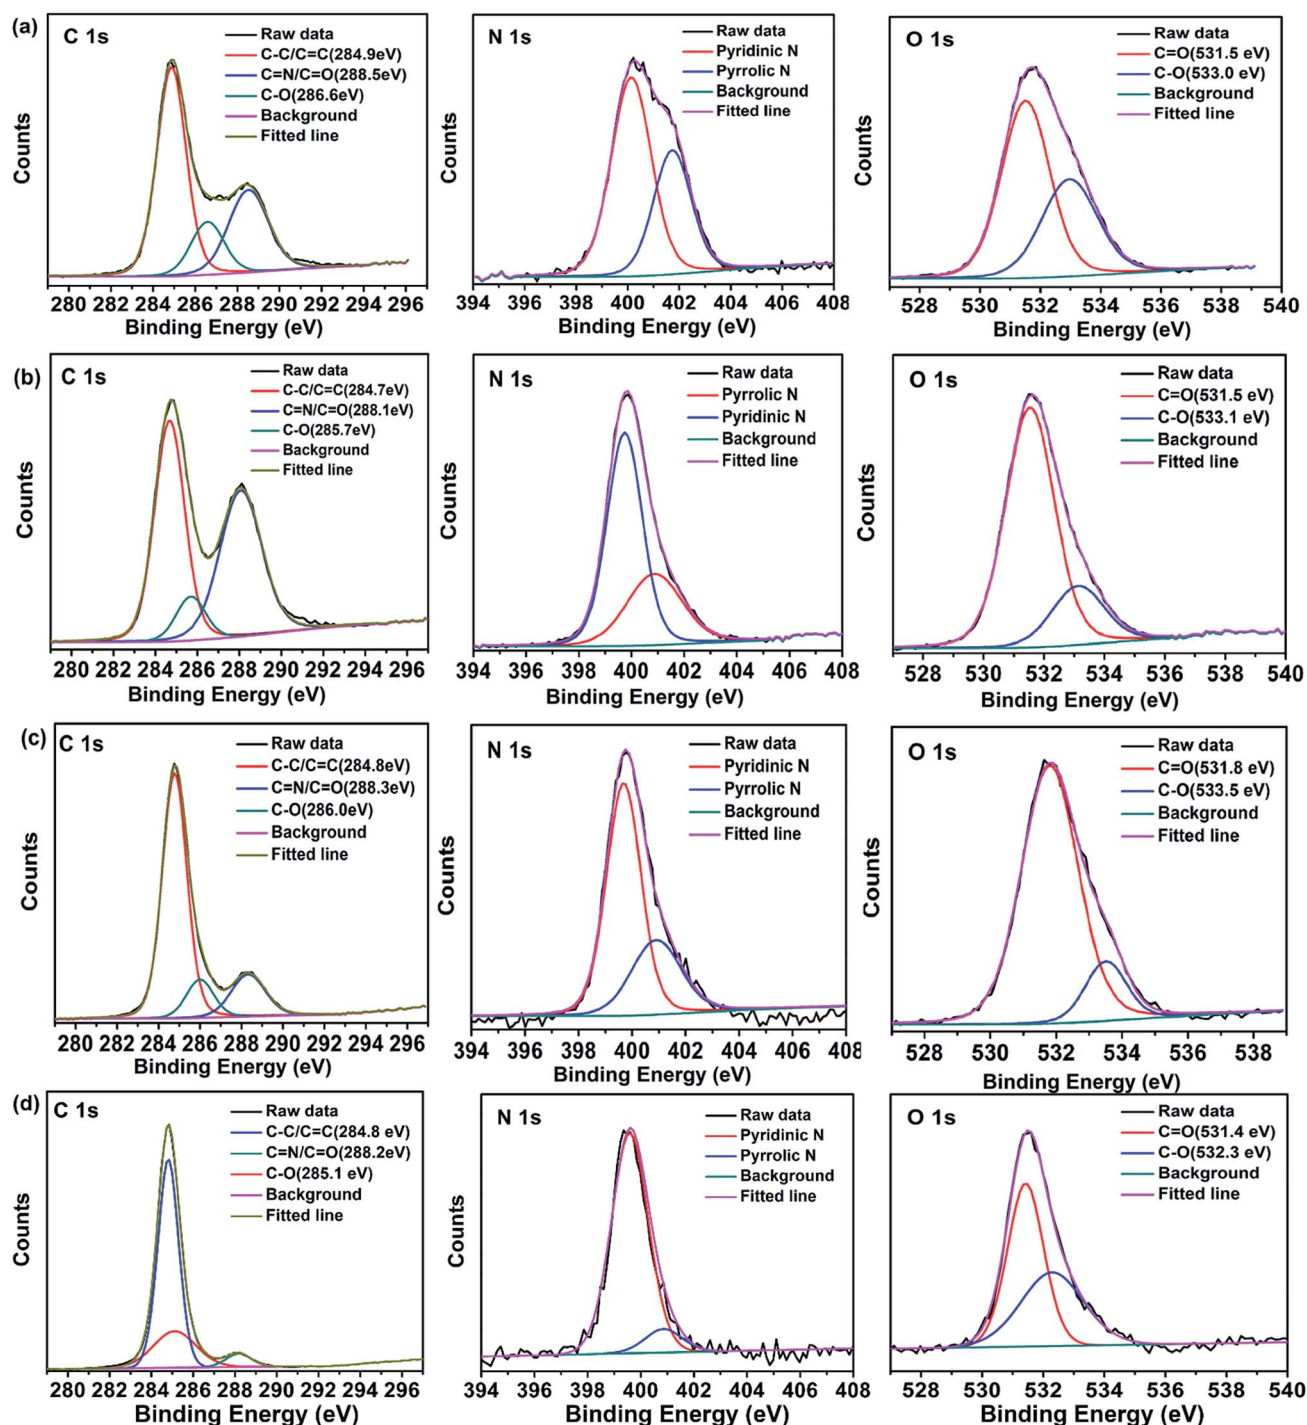 (a)
C 1s
Raw data
C-C/C=C(284.9eV)
C=N/C=O(288.5eV)
C-O(286.6eV)
Background
Fitted line
Counts
280 282 284 286 288 290 292 294 296
Binding Energy (eV)
N 1s
Raw data
Pyridinic N
Pyrrolic N
Background
Fitted line
Counts
394 396 398 400 402 404 406 408
Binding Energy (eV)
O 1s
Raw data
C=O(531.5 eV)
C-O(533.0 eV)
Background
Fitted line
Counts
528 530 532 534 536 538 540
Binding Energy (eV)
(b)
C 1s
Raw data
C-C/C=C(284.7eV)
C=N/C=O(288.1eV)
C-O(285.7eV)
Background
Fitted line
Counts
280 282 284 286 288 290 292 294 296
Binding Energy (eV)
N 1s
Raw data
Pyrrolic N
Pyridinic N
Background
Fitted line
Counts
394 396 398 400 402 404 406 408
Binding Energy (eV)
O 1s
Raw data
C=O(531.5 eV)
C-O(533.1 eV)
Background
Fitted line
Counts
528 530 532 534 536 538 540
Binding Energy (eV)
(c)
C 1s
Raw data
C-C/C=C(284.8eV)
C=N/C=O(288.3eV)
C-O(286.0eV)
Background
Fitted line
Counts
280 282 284 286 288 290 292 294 296
Binding Energy (eV)
N 1s
Raw data
Pyridinic N
Pyrrolic N
Background
Fitted line
Counts
394 396 398 400 402 404 406 408
Binding Energy (eV)
O 1s
Raw data
C=O(531.8 eV)
C-O(533.5 eV)
Background
Fitted line
Counts
528 530 532 534 536 538
Binding Energy (eV)
(d)
C 1s
Raw data
C-C/C=C(284.8 eV)
C=N/C=O(288.2eV)
C-O(285.1 eV)
Background
Fitted line
Counts
280 282 284 286 288 290 292 294 296
Binding Energy (eV)
N 1s
Raw data
Pyridinic N
Pyrrolic N
Background
Fitted line
Counts
394 396 398 400 402 404 406 408
Binding Energy (eV)
O 1s
Raw data
C=O(531.4 eV)
C-O(532.3 eV)
Background
Fitted line
Counts
528 530 532 534 536 538 540
Binding Energy (eV)